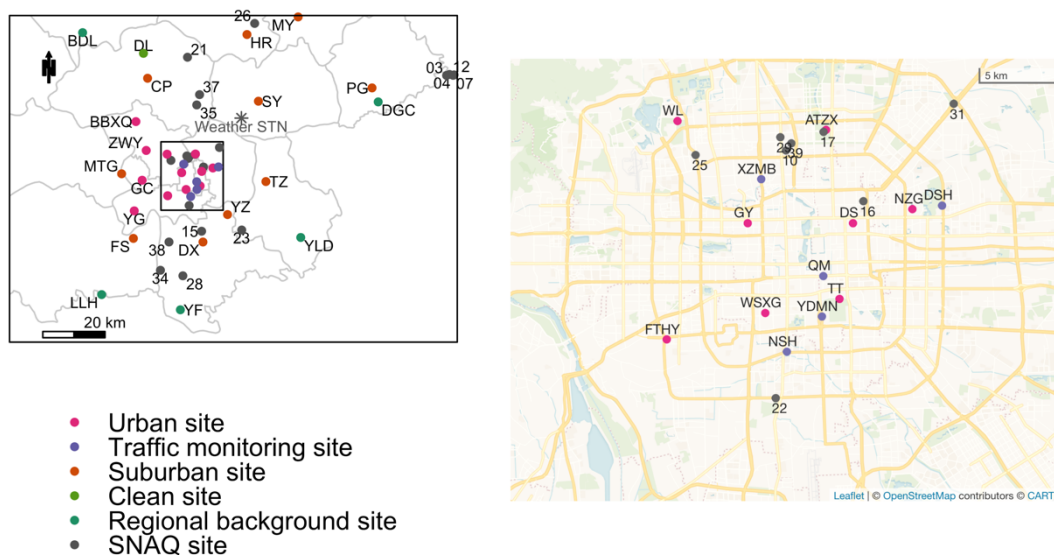 26
MY
BDL
HR
DL
21
03 12
04 07
CP
37
PG
35
SY
DGC
Weather STN
BBXQ
ZWY
MTG
GC
TZ
YG
YZ
15
23
FS
38
DX
YLD
34
28
LLH
YF
20 km
N
5 km
WL
ATZX
31
29
39
17
10
25
XZMB
NZG
DSH
16
GY
DS
QM
TT
WSXG
YDMN
FTHY
NSH
22
Leaflet | © OpenStreetMap contributors © CART
Urban site
Traffic monitoring site
Suburban site
Clean site
Regional background site
SNAQ site